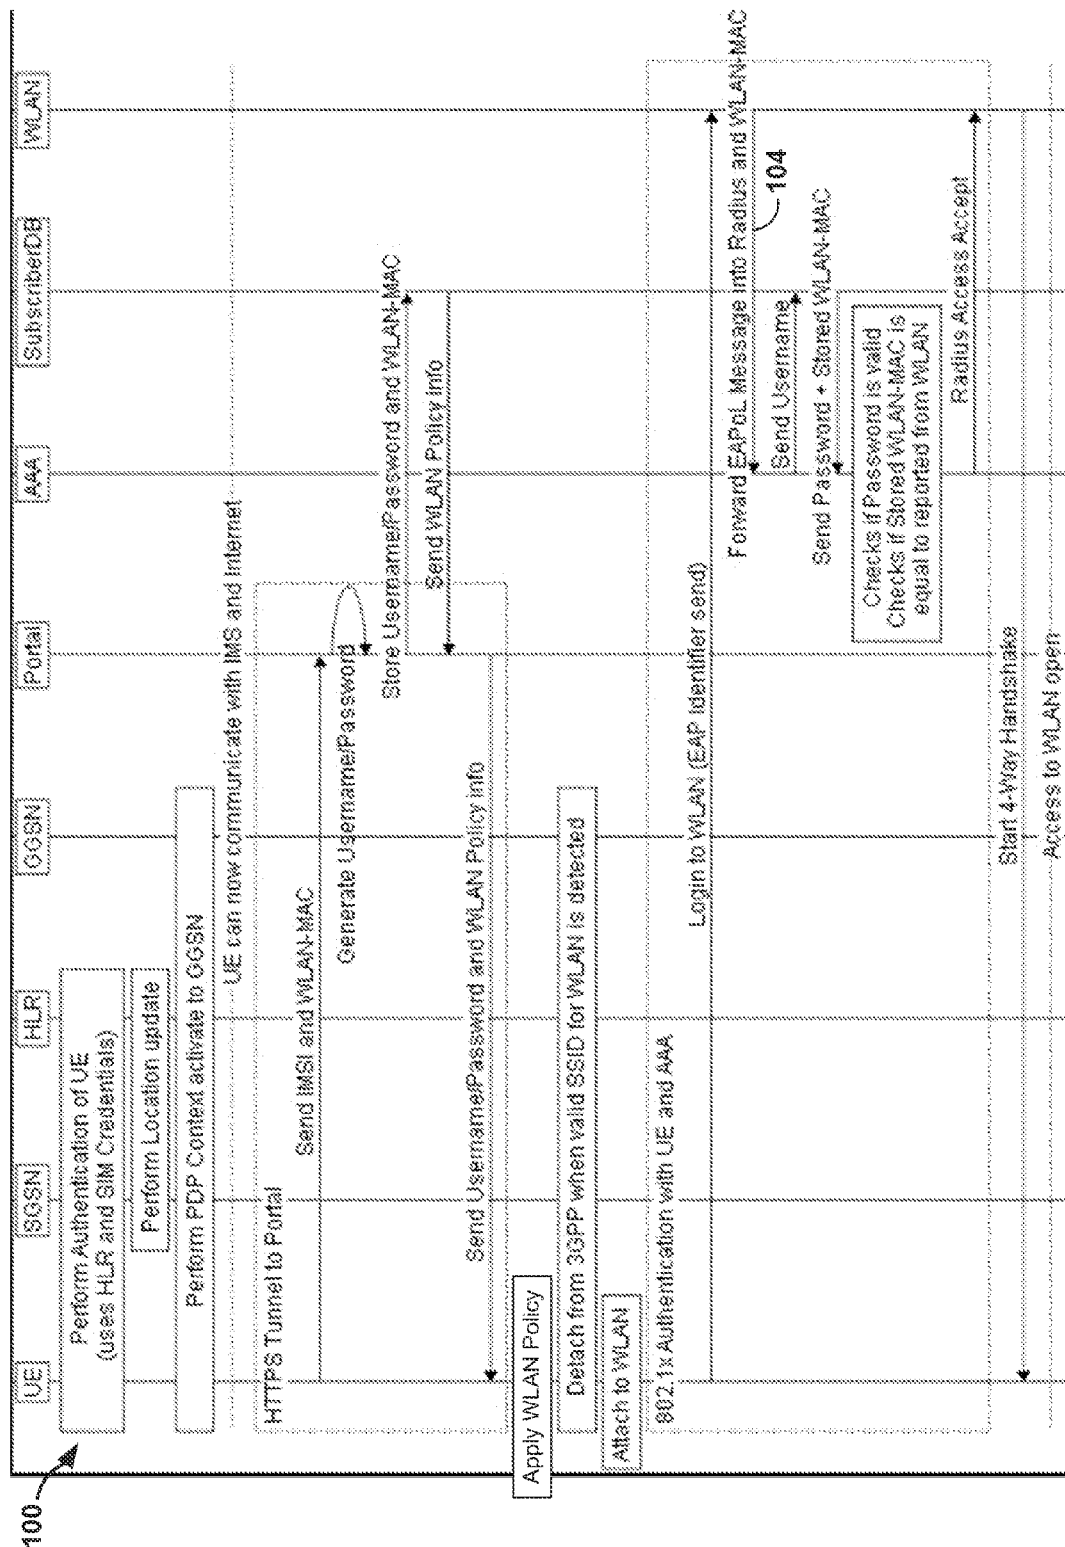 100
UE
SGSN
HLR
GGSN
Portal
AAA
SubscriberDB
WLAN
Perform Authentication of UE
(uses HLR and SIM Credentials)
Perform Location update
Perform PDP Context activate to GGSN
UE can now communicate with IMS and Internet
HTTPS Tunnel to Portal
Send IMSI and WLAN-MAC
Generate Username/Password
Store Username/Password and WLAN-MAC
Send WLAN Policy info
Send Username/Password and WLAN Policy info
Apply WLAN Policy
Detach from 3GPP when valid SSID for WLAN is detected
Attach to WLAN
802.1x Authentication with UE and AAA
Login to WLAN (EAP Identifier send)
Forward EAPoL Message into Radius and WLAN-MAC
104
Send Username
Send Password + Stored WLAN-MAC
Checks if Password is valid
Checks if Stored WLAN-MAC is
equal to reported from WLAN
Radius Access Accept
Start 4-Way Handshake
Access to WLAN open